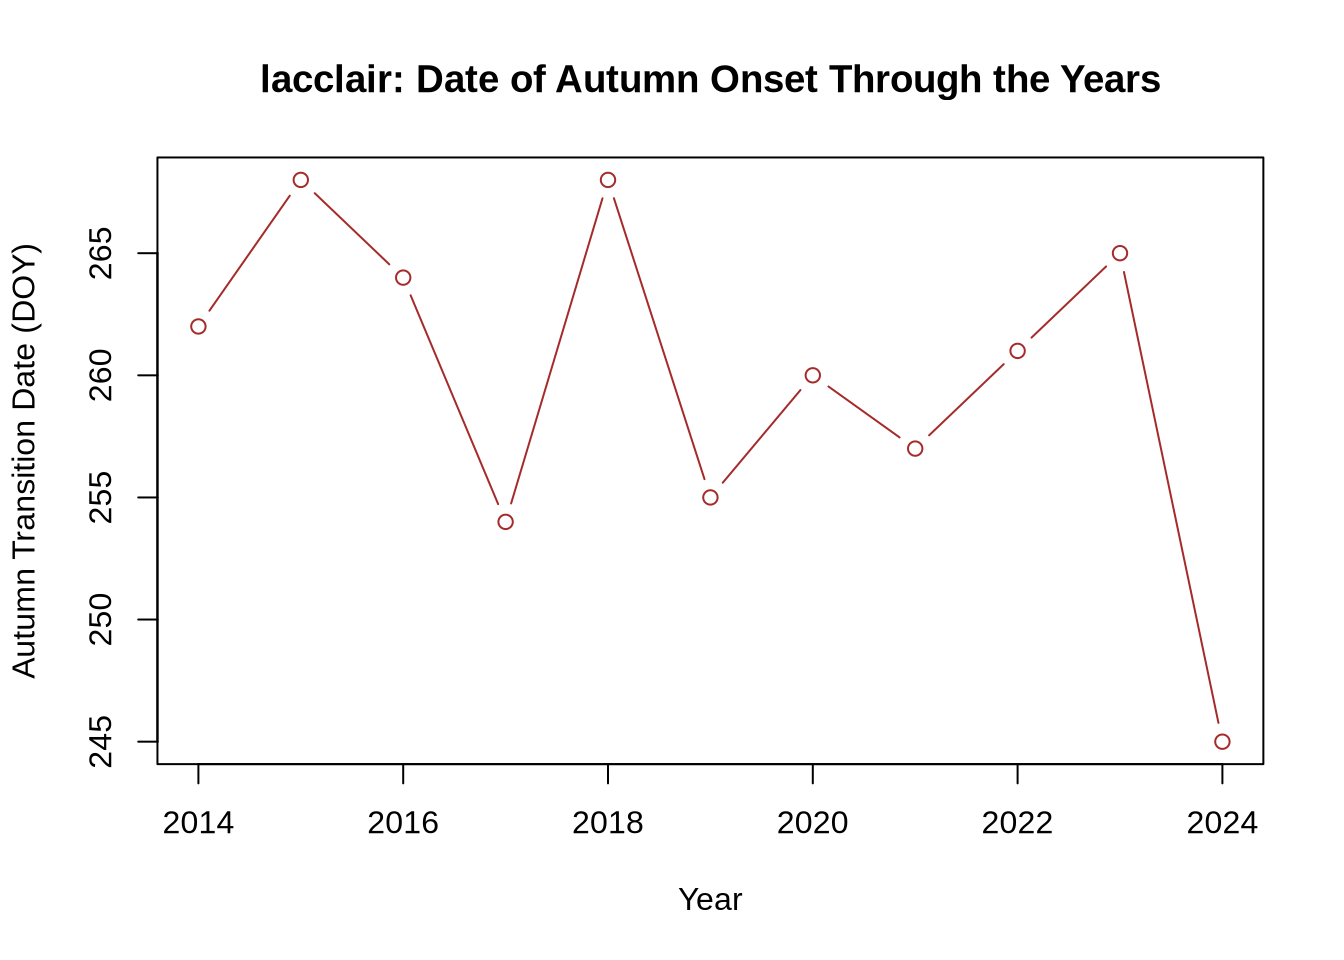 lacclair: Date of Autumn Onset Through the Years
Autumn Transition Date (DOY)
265
260
255
250
245
2014 2016 2018 2020 2022 2024
Year